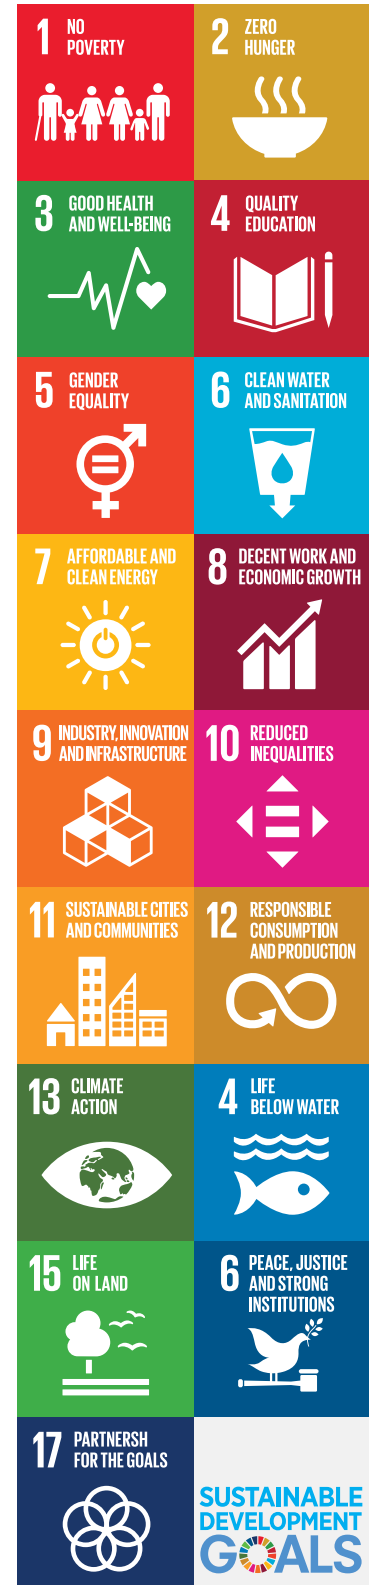 1 NO
POVERTY
2 ZERO
HUNGER
3 GOOD HEALTH
AND WELL-BEING
4 QUALITY
EDUCATION
5 GENDER
EQUALITY
6 CLEAN WATER
AND SANITATION
7 AFFORDABLE AND
CLEAN ENERGY
8 DECENT WORK AND
ECONOMIC GROWTH
9 INDUSTRY, INNOVATION
AND INFRASTRUCTURE
10 REDUCED
INEQUALITIES
11 SUSTAINABLE CITIES
AND COMMUNITIES
12 RESPONSIBLE
CONSUMPTION
AND PRODUCTION
13 CLIMATE
ACTION
4 LIFE
BELOW WATER
15 LIFE
ON LAND
6 PEACE, JUSTICE
AND STRONG
INSTITUTIONS
17 PARTNERSH
FOR THE GOALS
SUSTAINABLE
DEVELOPMENT
GOALS